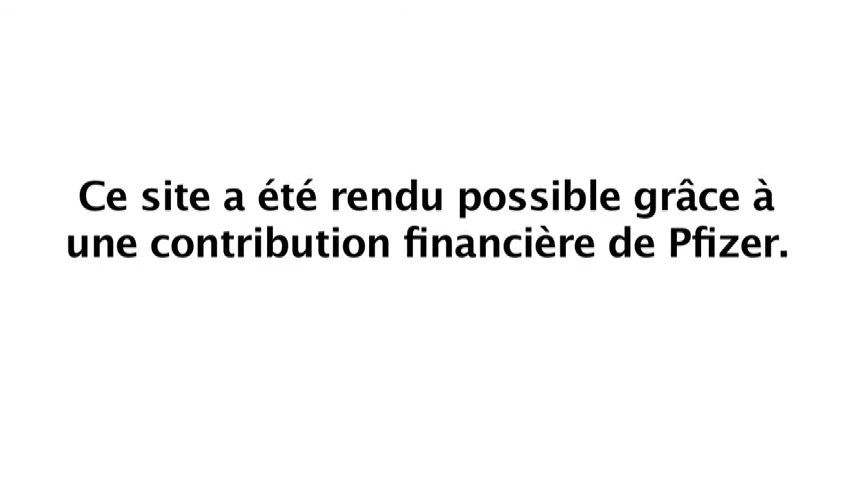 Ce site a été rendu possible grâce à
une contribution financière de Pfizer.